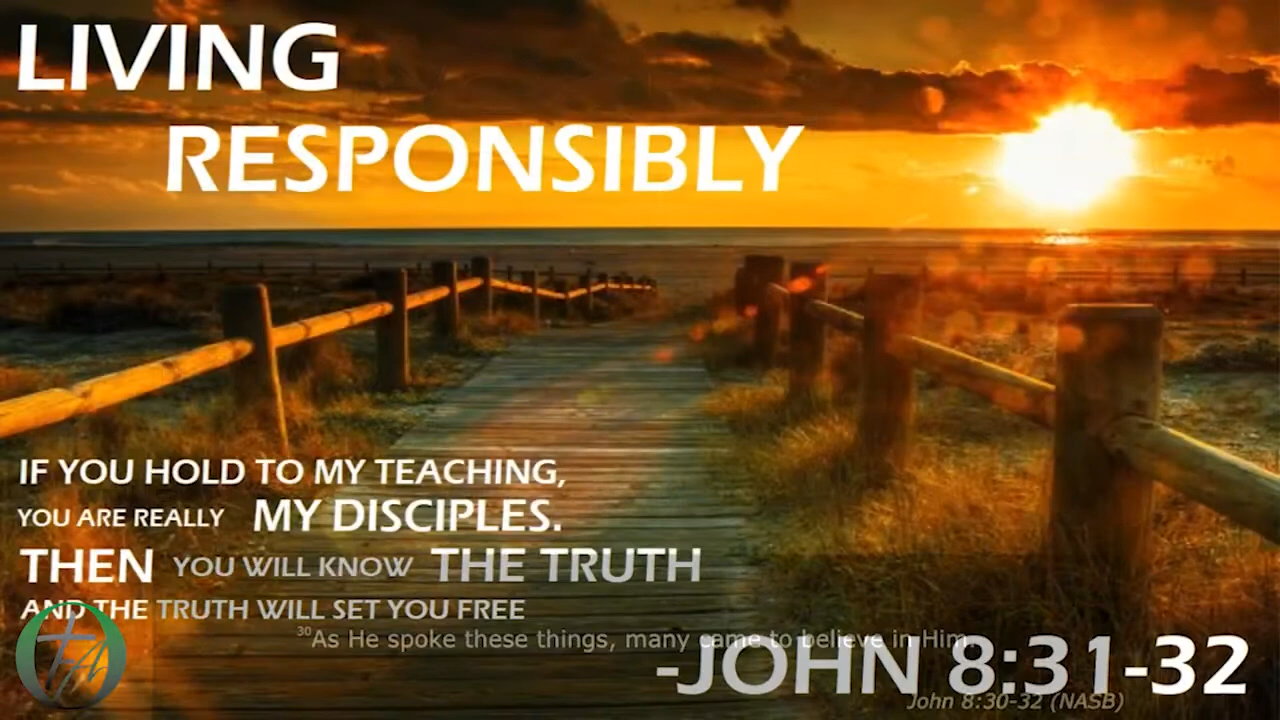 LIVING
RESPONSIBLY
IF YOU HOLD TO MY TEACHING,
YOU ARE REALLY MY DISCIPLES.
THEN YOU WILL KNOW THE TRUTH
AND THE TRUTH WILL SET YOU FREE
30As He spoke these things, many came to believe in Him
-JOHN 8:31-32
John 8:30-32 (NASB)